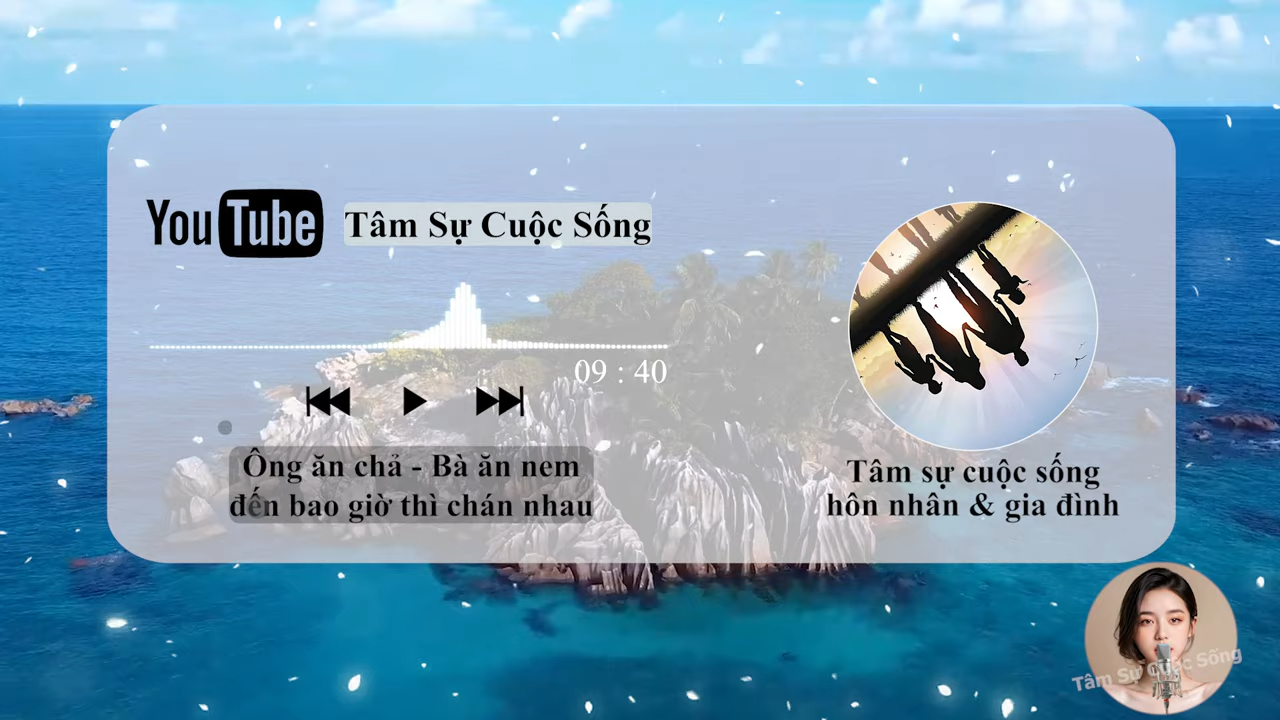 YouTube
Tâm Sự Cuộc Sống
09 : 40
Ông ăn chả - Bà ăn nem
đến bao giờ thì chán nhau
Tâm sự cuộc sống
hôn nhân & gia đình
Tâm Sự Cuộc Sống